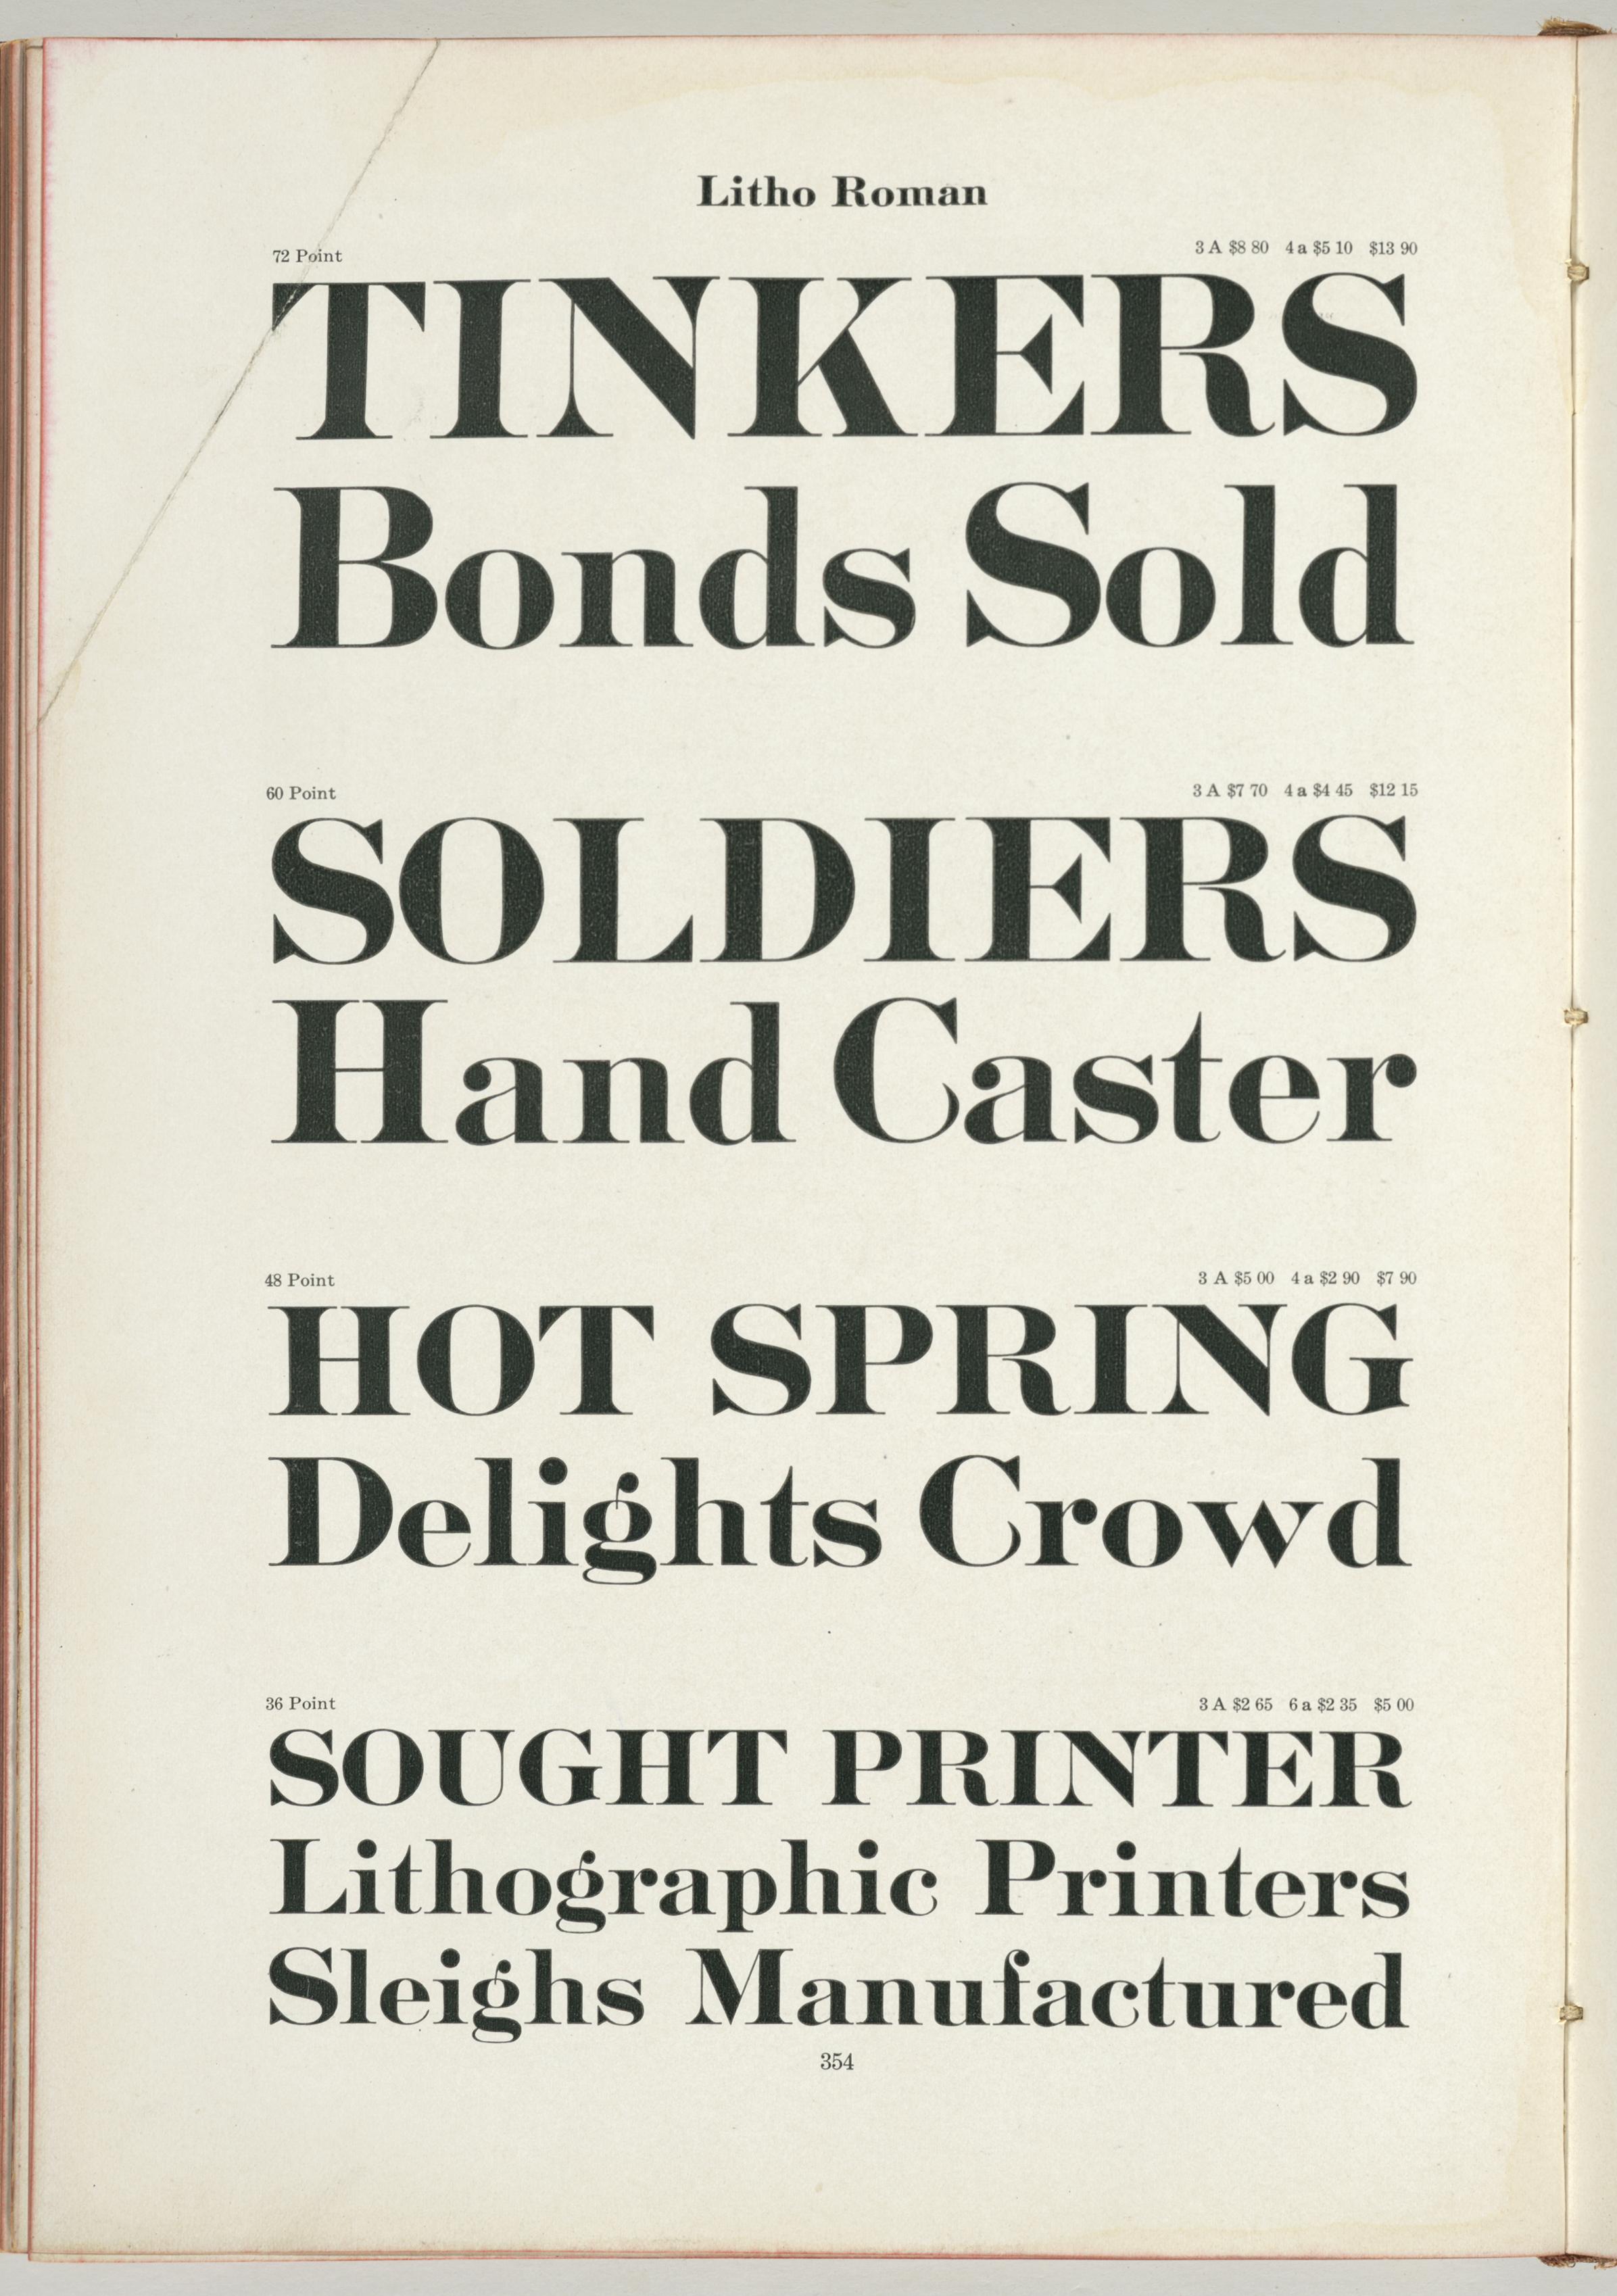 Litho Roman
72 Point 3 A $8 80 4 a $5 10 $13 90
TINKERS
Bonds Sold
60 Point 3 A $7 70 4 a $4 45 $12 15
SOLDIERS
Hand Caster
48 Point 3 A $5 00 4 a $2 90 $7 90
HOT SPRING
Delights Crowd
36 Point 3 A $2 65 6 a $2 35 $5 00
SOUGHT PRINTER
Lithographic Printers
Sleighs Manufactured
354